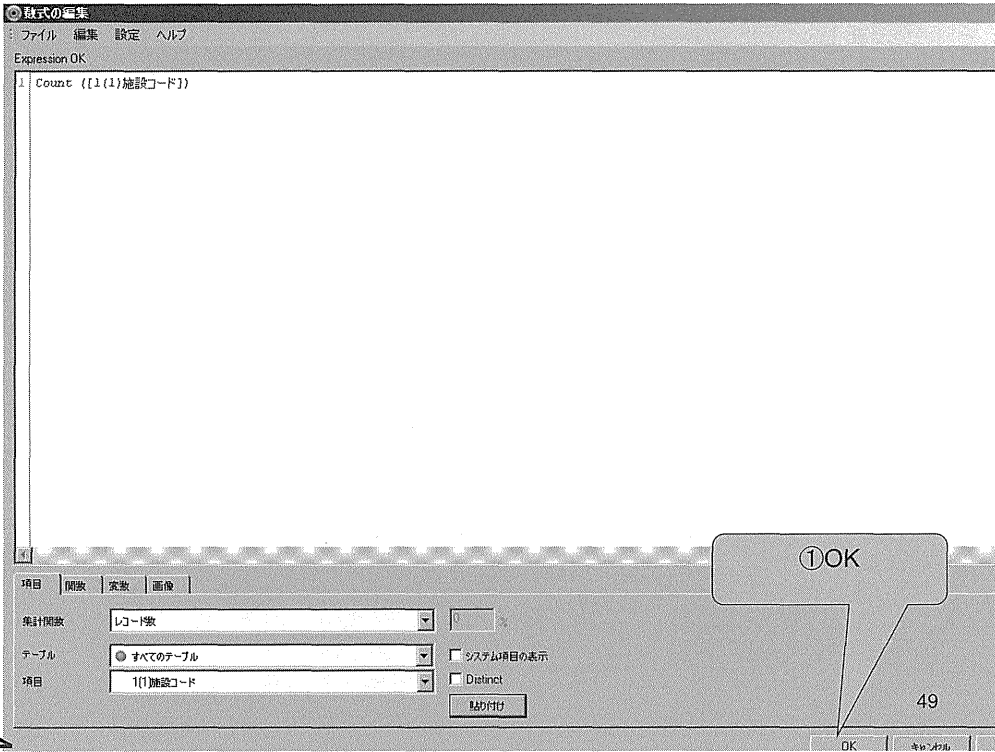 数式の編集
ファイル 編集 設定 ヘルプ
Expression OK
1 Count ([1(1)施設コード])
①OK
項目 関数 変数 画像
集計関数 レコード数 0 %
テーブル すべてのテーブル システム項目の表示
項目 1(1)施設コード Distinct
貼り付け
49
OK キャンセル